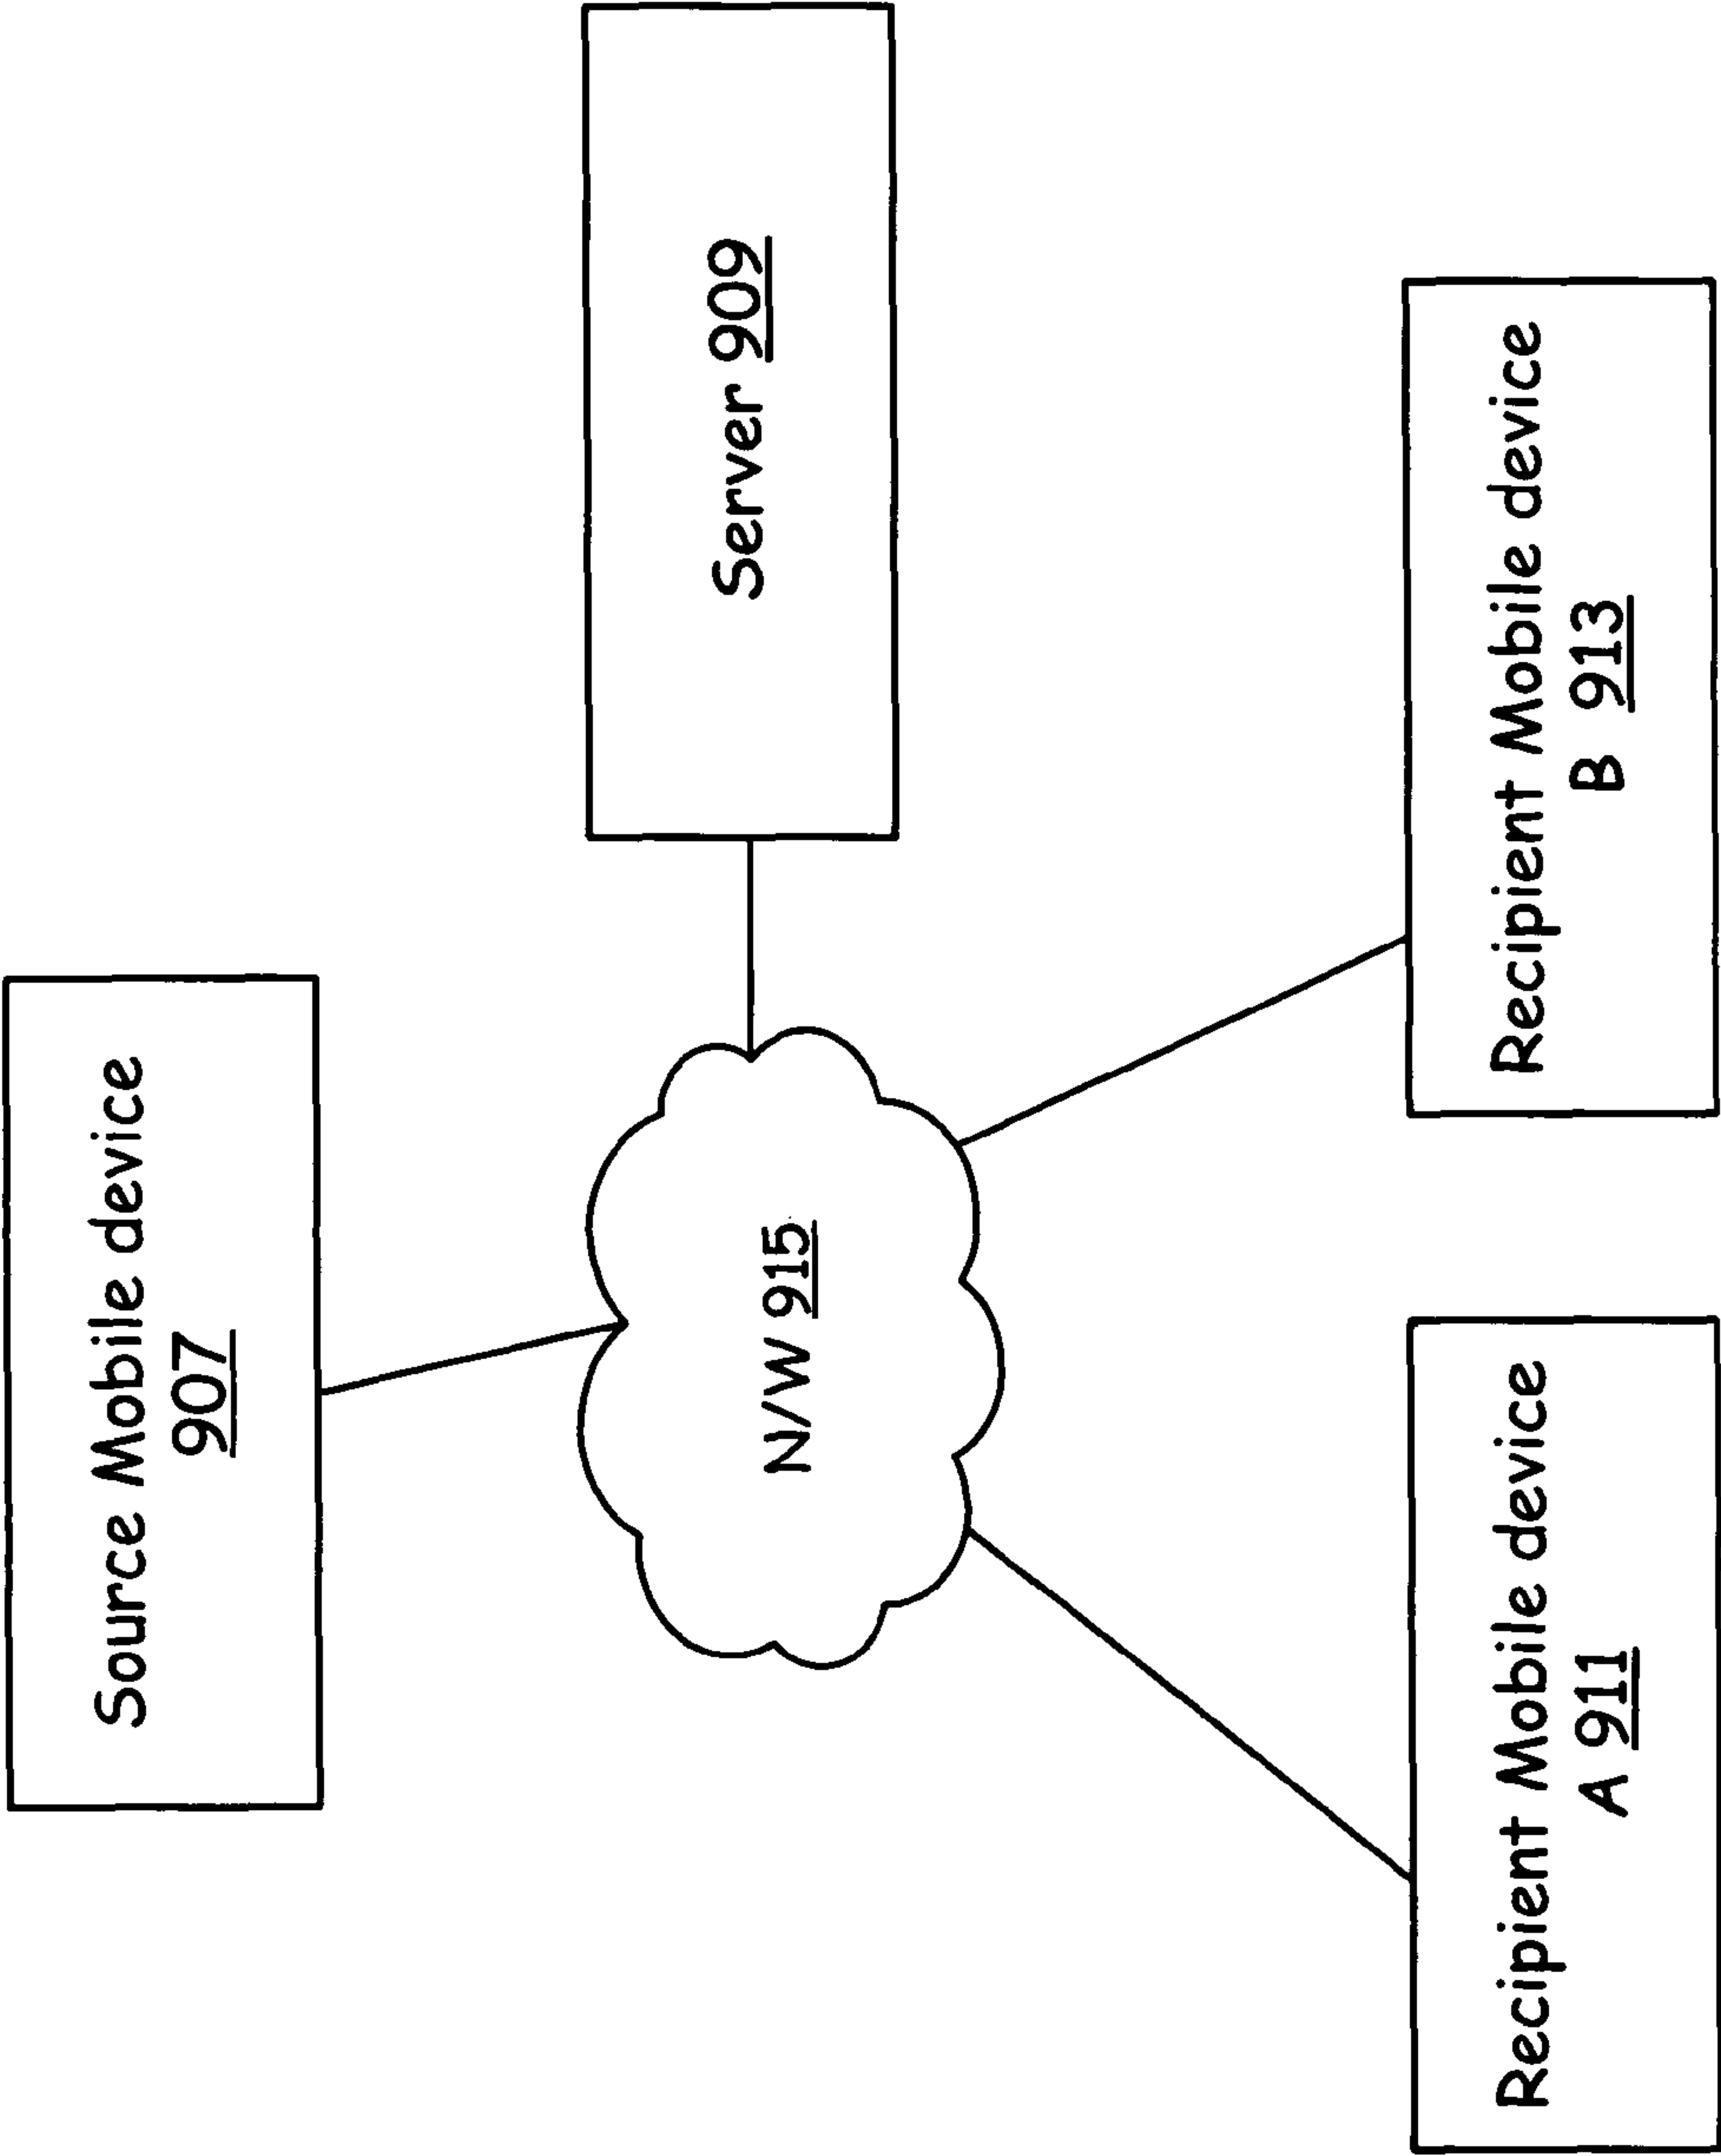 Source Mobile device
907
Server 909
N/W 915
Recipient Mobile device
A 911
Recipient Mobile device
B 913